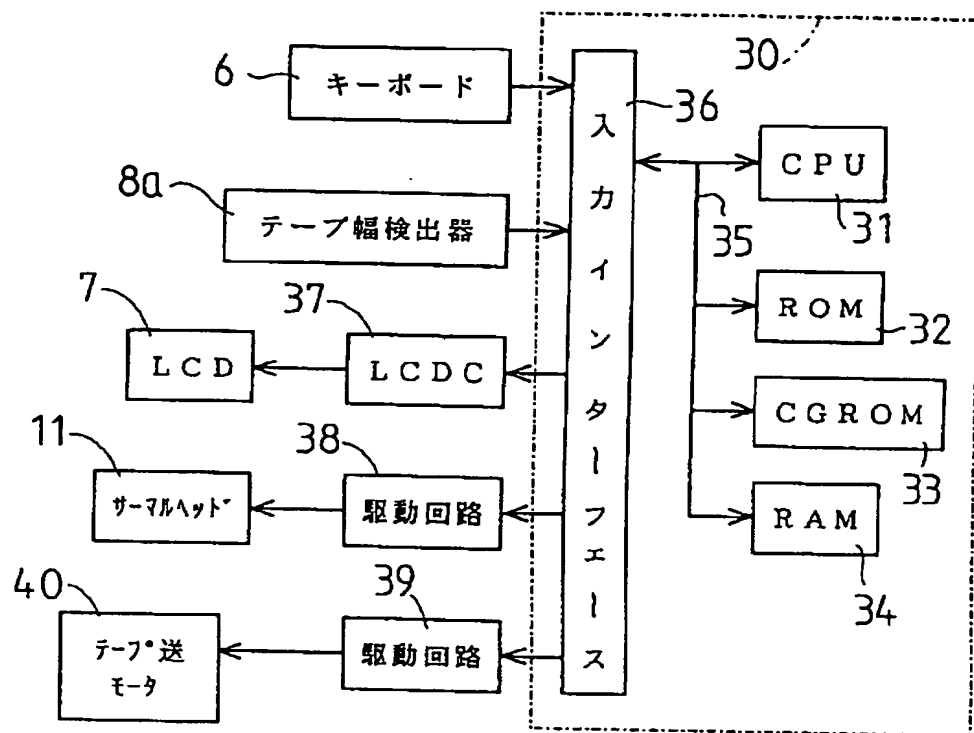 30
6
キーボード
36
入力インターフェース
CPU
31
8a
テープ幅検出器
35
7
37
ROM
32
LCD
LCDC
CGROM
33
11
38
サーマルヘッド
駆動回路
RAM
34
40
39
テープ送
モータ
駆動回路